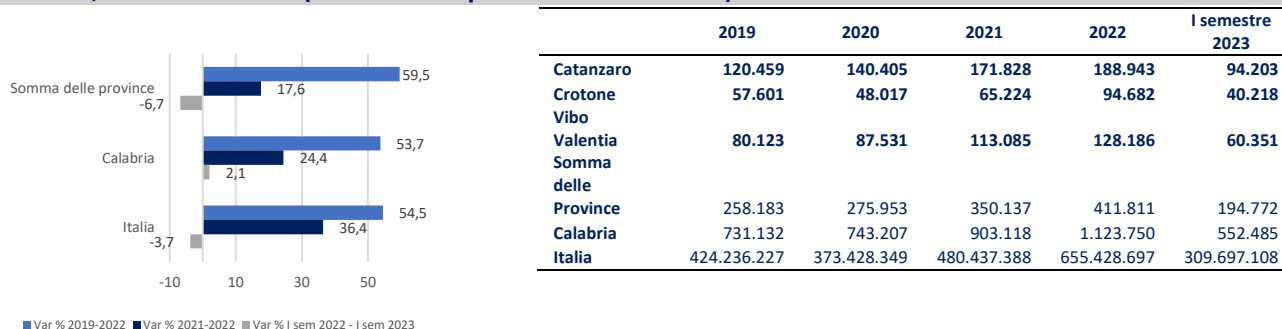 Somma delle province
59,5
17,6
-6,7
Calabria
53,7
24,4
2,1
Italia
54,5
36,4
-3,7
-10 10 30 50
Var % 2019-2022 Var % 2021-2022 Var % I sem 2022 - I sem 2023
2019 2020 2021 2022 I semestre
2023
Catanzaro 120.459 140.405 171.828 188.943 94.203
Crotone 57.601 48.017 65.224 94.682 40.218
Vibo
Valentia 80.123 87.531 113.085 128.186 60.351
Somma
delle
Province 258.183 275.953 350.137 411.811 194.772
Calabria 731.132 743.207 903.118 1.123.750 552.485
Italia 424.236.227 373.428.349 480.437.388 655.428.697 309.697.108